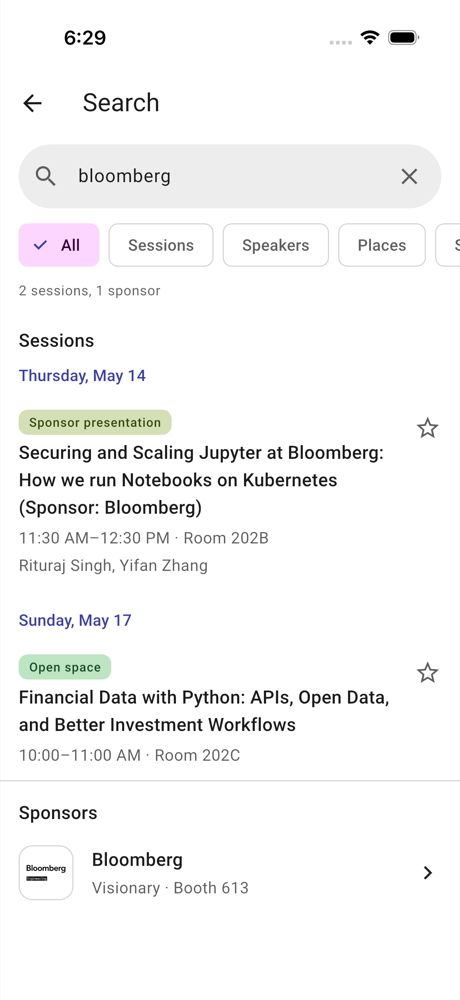 6:29
Search
bloomberg
All
Sessions
Speakers
Places
S
2 sessions, 1 sponsor
Sessions
Thursday, May 14
Sponsor presentation
Securing and Scaling Jupyter at Bloomberg:
How we run Notebooks on Kubernetes
(Sponsor: Bloomberg)
11:30 AM–12:30 PM · Room 202B
Rituraj Singh, Yifan Zhang
Sunday, May 17
Open space
Financial Data with Python: APIs, Open Data,
and Better Investment Workflows
10:00–11:00 AM · Room 202C
Sponsors
Bloomberg
Engineering
Bloomberg
Visionary · Booth 613